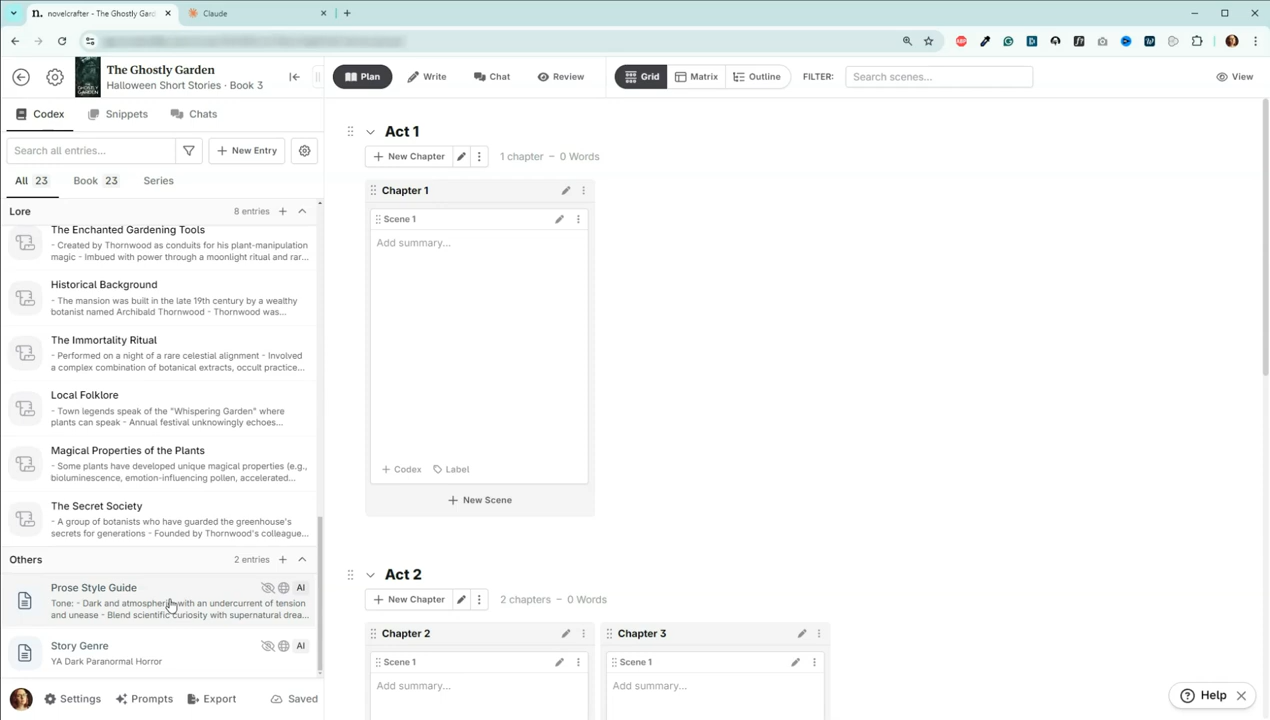 novelcrafter - The Ghostly Gard
Claude
The Ghostly Garden
Halloween Short Stories · Book 3
Plan
Write
Chat
Review
Grid
Matrix
Outline
FILTER:
Search scenes...
View
Codex
Snippets
Chats
Search all entries...
+ New Entry
All 23
Book 23
Series
Lore
8 entries
The Enchanted Gardening Tools
- Created by Thornwood as conduits for his plant-manipulation
magic - Imbued with power through a moonlight ritual and rar...
Historical Background
- The mansion was built in the late 19th century by a wealthy
botanist named Archibald Thornwood - Thornwood was...
The Immortality Ritual
- Performed on a night of a rare celestial alignment - Involved
a complex combination of botanical extracts, occult practice...
Local Folklore
- Town legends speak of the "Whispering Garden" where
plants can speak - Annual festival unknowingly echoes...
Magical Properties of the Plants
- Some plants have developed unique magical properties (e.g.,
bioluminescence, emotion-influencing pollen, accelerated...
The Secret Society
- A group of botanists who have guarded the greenhouse's
secrets for generations - Founded by Thornwood's colleague...
Others
2 entries
Prose Style Guide
AI
Tone: - Dark and atmospheric with an undercurrent of tension
and unease - Blend scientific curiosity with supernatural drea...
Story Genre
AI
YA Dark Paranormal Horror
Settings
Prompts
Export
Saved
Act 1
+ New Chapter
1 chapter – 0 Words
Chapter 1
Scene 1
Add summary...
+ Codex
Label
+ New Scene
Act 2
+ New Chapter
2 chapters – 0 Words
Chapter 2
Chapter 3
Scene 1
Scene 1
Add summary...
Add summary...
Help